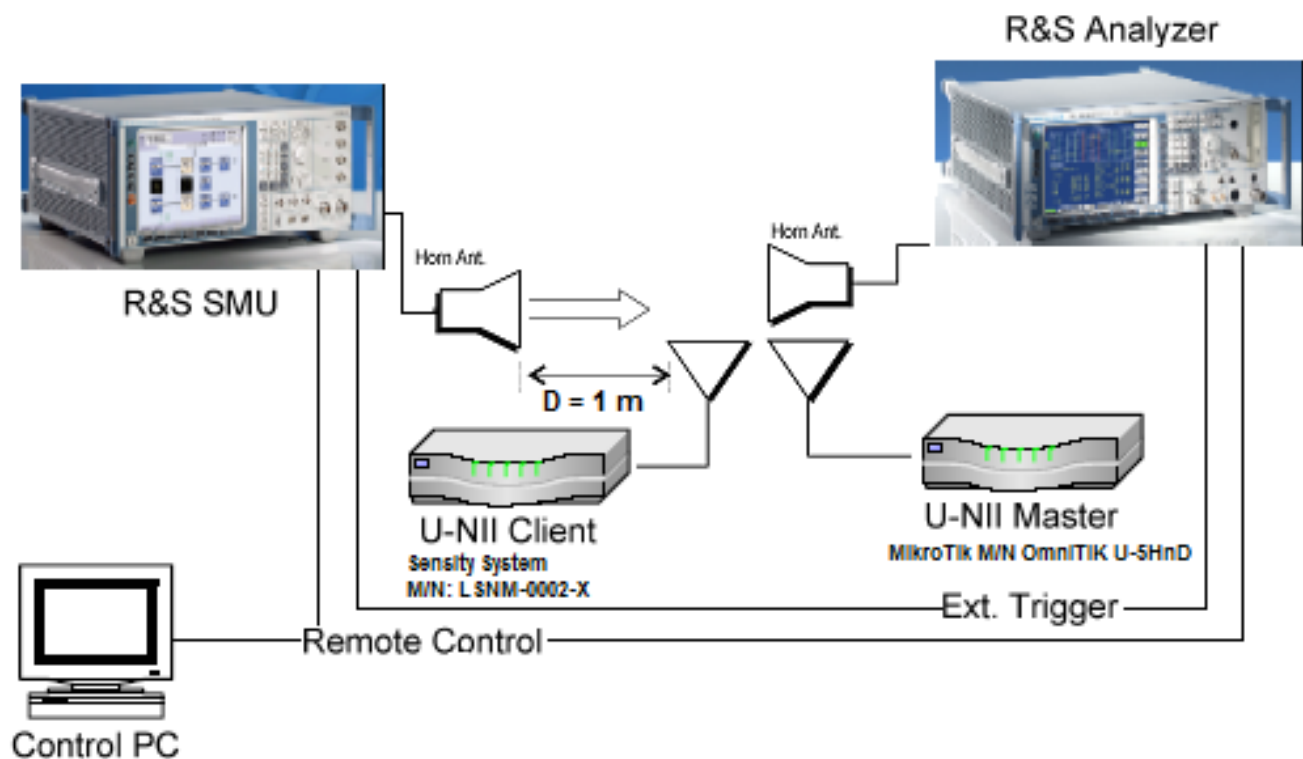 R&S Analyzer
Horn Ant.
Horn Ant.
R&S SMU
D = 1 m
U-NII Client
Sensity System
M/N: LSNM-0002-X
U-NII Master
MikroTik M/N OmniTIK U-5HnD
Ext. Trigger
Remote Control
Control PC